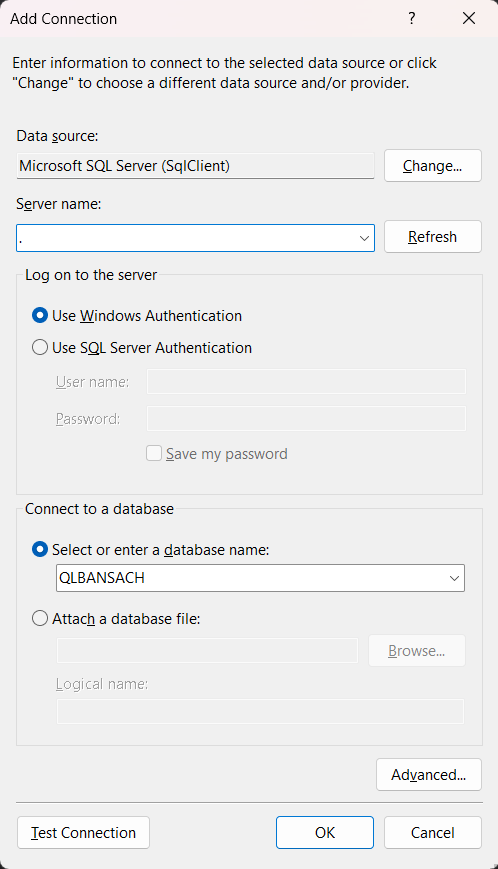 Add Connection
?
Enter information to connect to the selected data source or click
"Change" to choose a different data source and/or provider.
Data source:
Microsoft SQL Server (SqlClient)
Change...
Server name:
.
Refresh
Log on to the server
Use Windows Authentication
Use SQL Server Authentication
User name:
Password:
Save my password
Connect to a database
Select or enter a database name:
QLBANSACH
Attach a database file:
Browse...
Logical name:
Advanced...
Test Connection
OK
Cancel